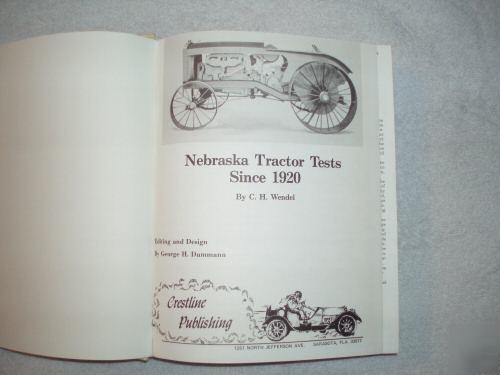 Nebraska Tractor Tests
Since 1920
By C. H. Wendel
Editing and Design
By George H. Dammann
Crestline
Publishing
1251 NORTH JEFFERSON AVE. SARASOTA, FLA. 33577